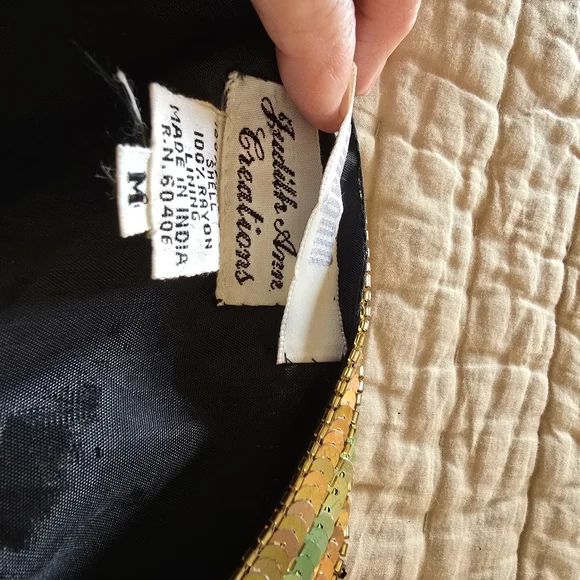 Judith Ann
Creations
SHELL
100% RAYON
LINING
MADE IN INDIA
R.N. 60406
M